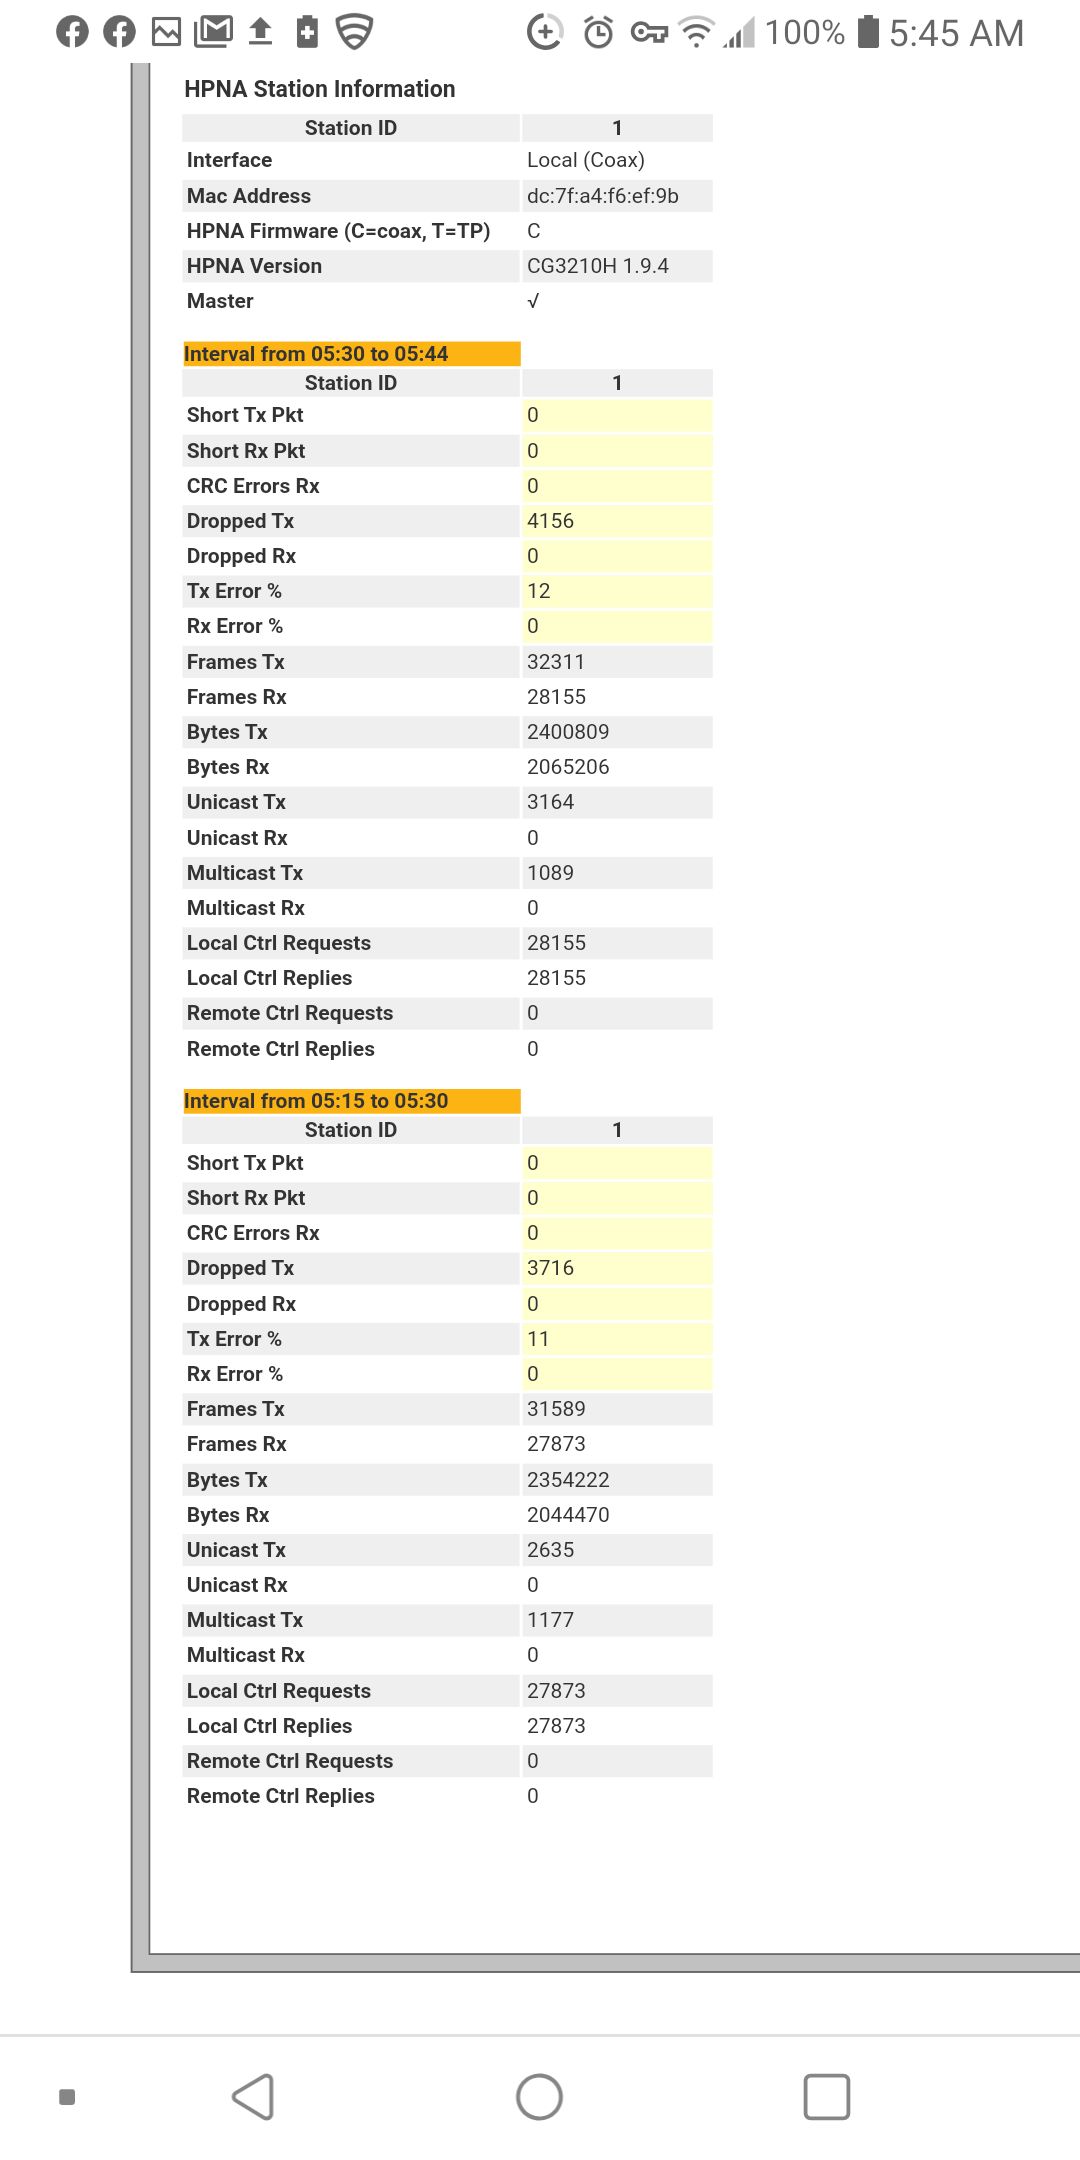 100% 5:45 AM
HPNA Station Information
Station ID 1
Interface Local (Coax)
Mac Address dc:7f:a4:f6:ef:9b
HPNA Firmware (C=coax, T=TP) C
HPNA Version CG3210H 1.9.4
Master √
Interval from 05:30 to 05:44
Station ID 1
Short Tx Pkt 0
Short Rx Pkt 0
CRC Errors Rx 0
Dropped Tx 4156
Dropped Rx 0
Tx Error % 12
Rx Error % 0
Frames Tx 32311
Frames Rx 28155
Bytes Tx 2400809
Bytes Rx 2065206
Unicast Tx 3164
Unicast Rx 0
Multicast Tx 1089
Multicast Rx 0
Local Ctrl Requests 28155
Local Ctrl Replies 28155
Remote Ctrl Requests 0
Remote Ctrl Replies 0
Interval from 05:15 to 05:30
Station ID 1
Short Tx Pkt 0
Short Rx Pkt 0
CRC Errors Rx 0
Dropped Tx 3716
Dropped Rx 0
Tx Error % 11
Rx Error % 0
Frames Tx 31589
Frames Rx 27873
Bytes Tx 2354222
Bytes Rx 2044470
Unicast Tx 2635
Unicast Rx 0
Multicast Tx 1177
Multicast Rx 0
Local Ctrl Requests 27873
Local Ctrl Replies 27873
Remote Ctrl Requests 0
Remote Ctrl Replies 0